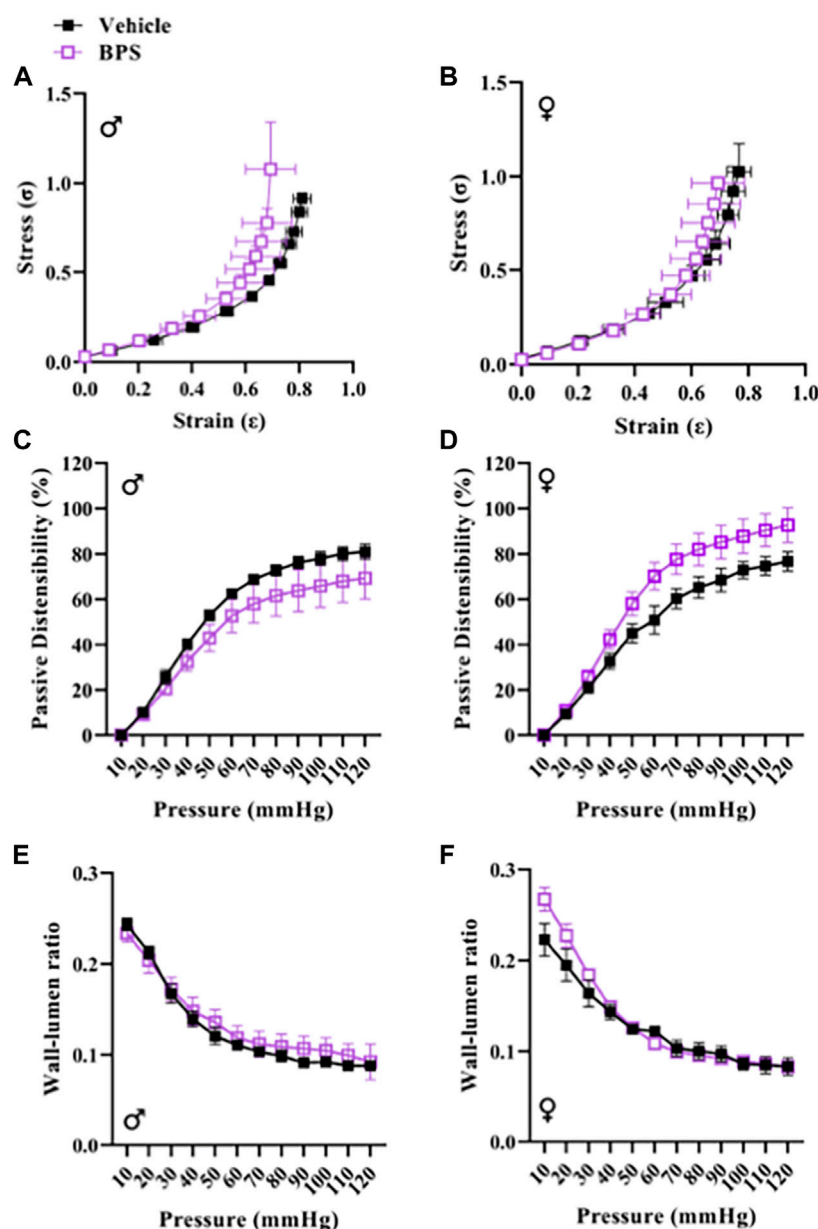 Vehicle
BPS
A
♂
1.5
1.0
0.5
0.0
Stress (σ)
0.0 0.2 0.4 0.6 0.8 1.0
Strain (ε)
B
♀
1.5
1.0
0.5
0.0
Stress (σ)
0.0 0.2 0.4 0.6 0.8 1.0
Strain (ε)
C
♂
120
100
80
60
40
20
0
Passive Distensibility (%)
10 20 30 40 50 60 70 80 90 100 110 120
Pressure (mmHg)
D
♀
120
100
80
60
40
20
0
Passive Distensibility (%)
10 20 30 40 50 60 70 80 90 100 110 120
Pressure (mmHg)
E
0.3
0.2
0.1
0.0
Wall-lumen ratio
♂
10 20 30 40 50 60 70 80 90 100 110 120
Pressure (mmHg)
F
0.3
0.2
0.1
0.0
Wall-lumen ratio
♀
10 20 30 40 50 60 70 80 90 100 110 120
Pressure (mmHg)